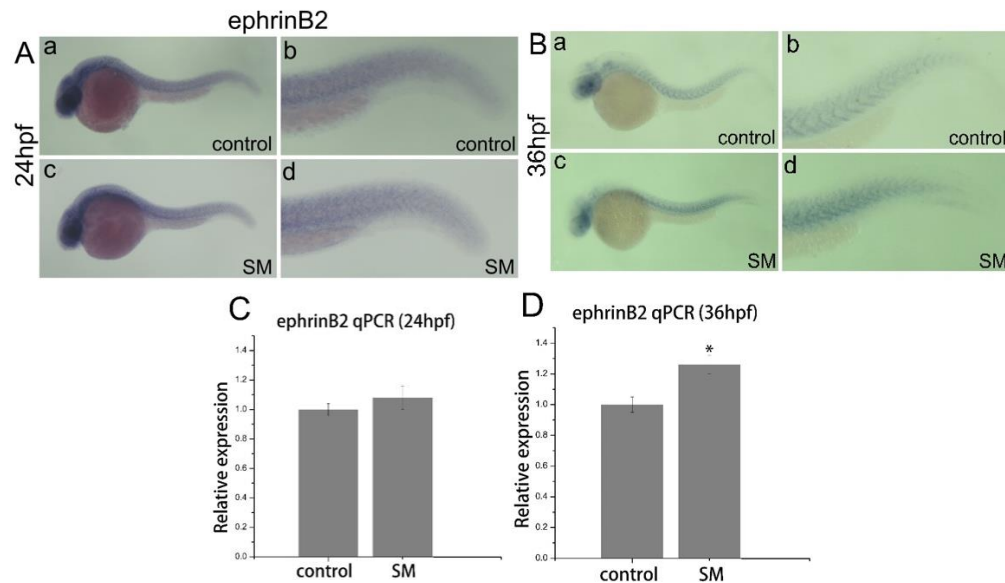 ephrinB2
A
a
control
b
control
24hpf
c
SM
d
SM
B
a
control
b
control
36hpf
c
SM
d
SM
C
ephrinB2 qPCR (24hpf)
Relative expression
1.4
1.2
1.0
0.8
0.6
0.4
0.2
0.0
control SM
D
ephrinB2 qPCR (36hpf)
Relative expression
1.4
1.2
1.0
0.8
0.6
0.4
0.2
0.0
*
control SM